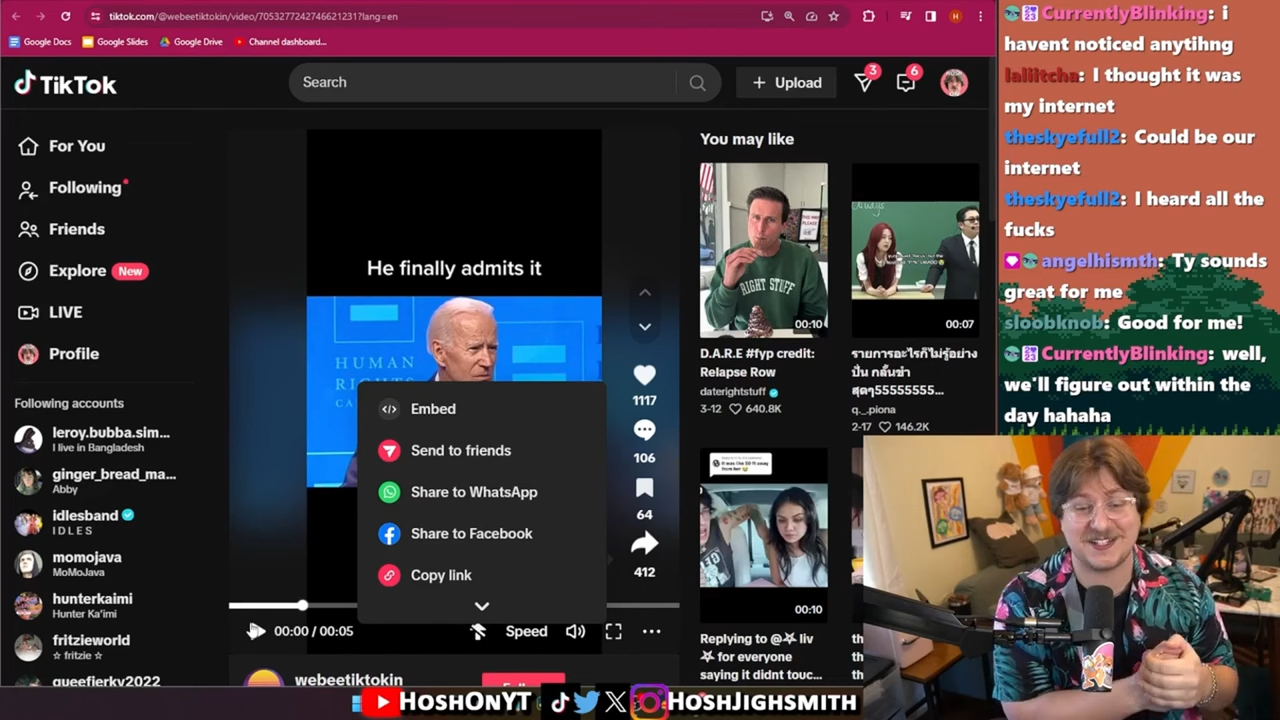 tiktok.com/@webeetiktokin/video/7053277242746621231?lang=en
Google Docs
Google Slides
Google Drive
Channel dashboard...
TikTok
Search
Upload
3
6
For You
Following
Friends
Explore New
LIVE
Profile
Following accounts
leroy.bubba.sim...
I live in Bangladesh
ginger_bread_ma...
Abby
idlesband
IDLES
momojava
MoMoJava
hunterkaimi
Hunter Ka'imi
fritzieworld
☆ fritzie ☆
queefjerky2022
He finally admits it
HUMAN
RIGHTS
CA
Embed
Send to friends
Share to WhatsApp
Share to Facebook
Copy link
1117
106
64
412
00:00 / 00:05
Speed
webeetiktokin
You may like
RIGHT STUFF
00:10
D.A.R.E #fyp credit:
Relapse Row
daterightstuff
3-12 640.8K
00:07
รายการอะไรก็ไม่รู้อย่าง
ปั่น กลั้นขำ
สุดๆ55555555...
q._.piona
2-17 146.2K
00:10
Replying to @⛧ liv
⛧ for everyone
saying it didnt touch...
CurrentlyBlinking: i
havent noticed anytihng
laliitcha: I thought it was
my internet
theskyefull2: Could be our
internet
theskyefull2: I heard all the
fucks
angelhismth: Ty sounds
great for me
sloobknob: Good for me!
CurrentlyBlinking: well,
we'll figure out within the
day hahaha
HoshOnYT
HoshJighsmith